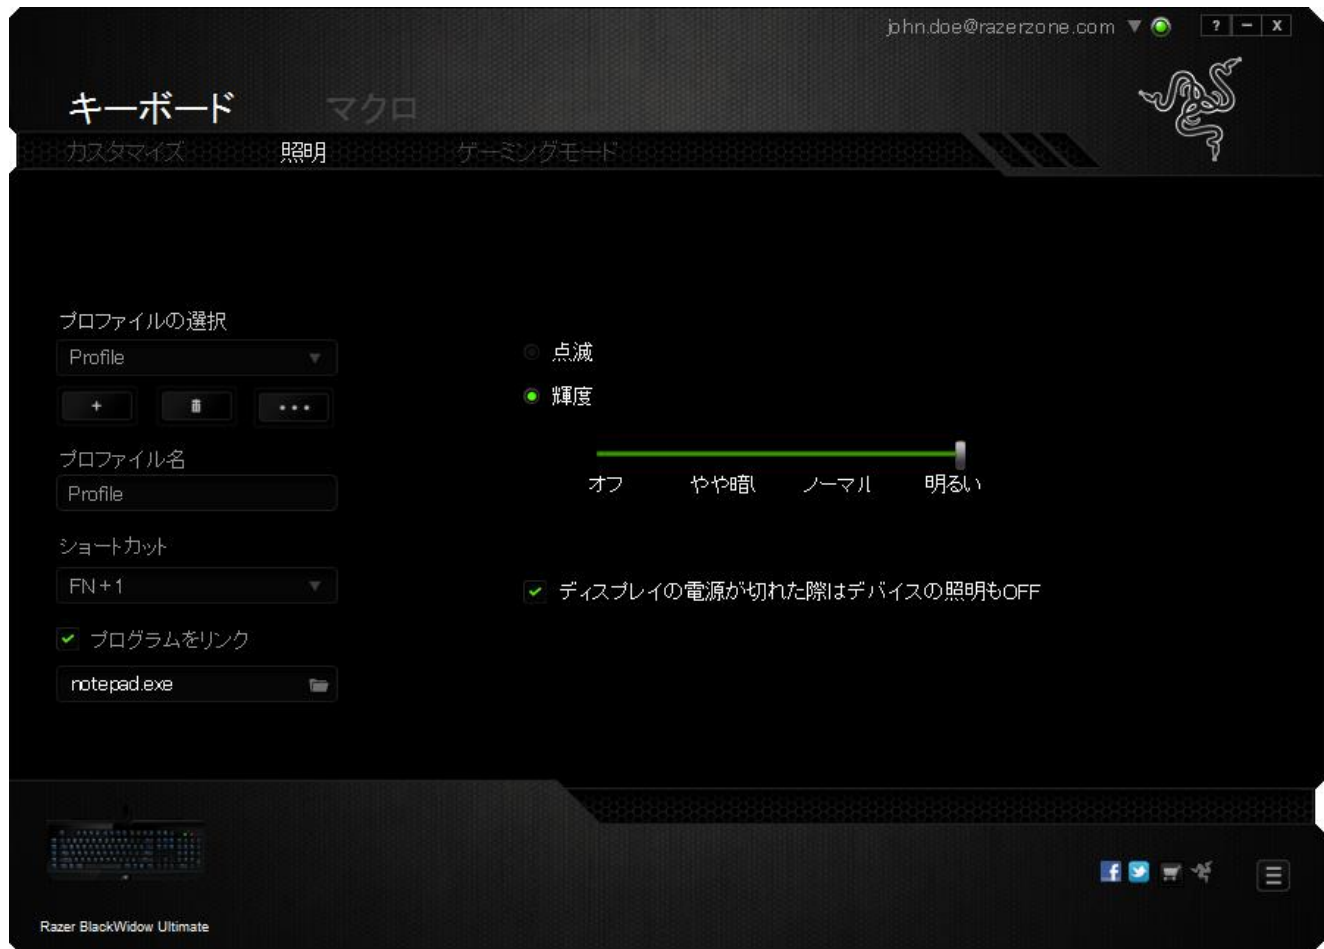 john.doe@razerzone.com
? − X
キーボード マクロ
カスタマイズ 照明 ゲーミングモード
プロファイルの選択
Profile
プロファイル名
Profile
ショートカット
FN + 1
プログラムをリンク
notepad.exe
点滅
輝度
オフ やや暗い ノーマル 明るい
ディスプレイの電源が切れた際はデバイスの照明もOFF
Razer BlackWidow Ultimate